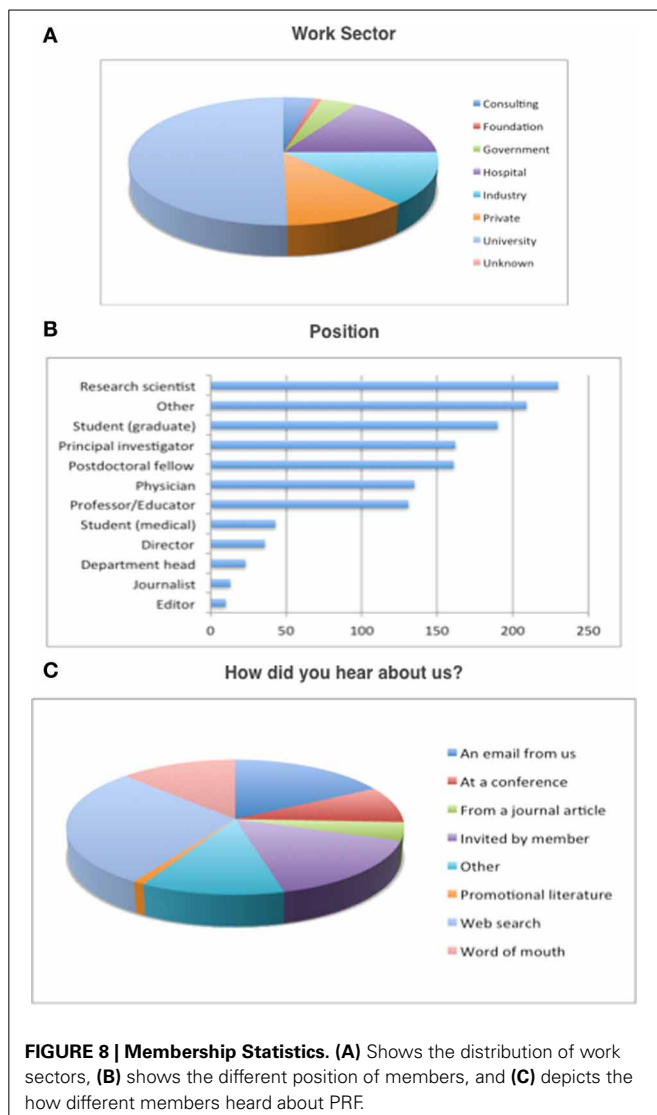 A
Work Sector
Consulting
Foundation
Government
Hospital
Industry
Private
University
Unknown
B
Position
Research scientist
Other
Student (graduate)
Principal investigator
Postdoctoral fellow
Physician
Professor/Educator
Student (medical)
Director
Department head
Journalist
Editor
0 50 100 150 200 250
C
How did you hear about us?
An email from us
At a conference
From a journal article
Invited by member
Other
Promotional literature
Web search
Word of mouth
FIGURE 8 | Membership Statistics. (A) Shows the distribution of work
sectors, (B) shows the different position of members, and (C) depicts the
how different members heard about PRF.